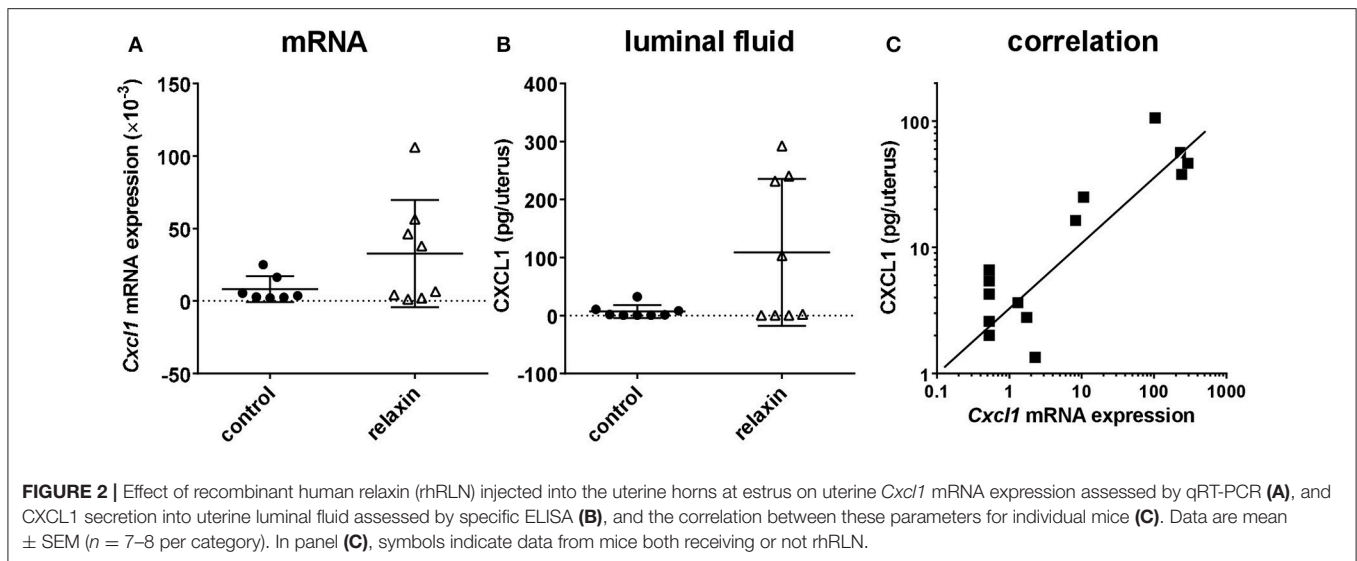 A mRNA
Cxcl1 mRNA expression (×10⁻³)
150
100
50
0
-50
control
relaxin
B luminal fluid
CXCL1 (pg/uterus)
400
300
200
100
0
-100
control
relaxin
C correlation
CXCL1 (pg/uterus)
100
10
1
0.1 1 10 100 1000
Cxcl1 mRNA expression
FIGURE 2 | Effect of recombinant human relaxin (rhRLN) injected into the uterine horns at estrus on uterine Cxcl1 mRNA expression assessed by qRT-PCR (A), and
CXCL1 secretion into uterine luminal fluid assessed by specific ELISA (B), and the correlation between these parameters for individual mice (C). Data are mean
± SEM (n = 7–8 per category). In panel (C), symbols indicate data from mice both receiving or not rhRLN.